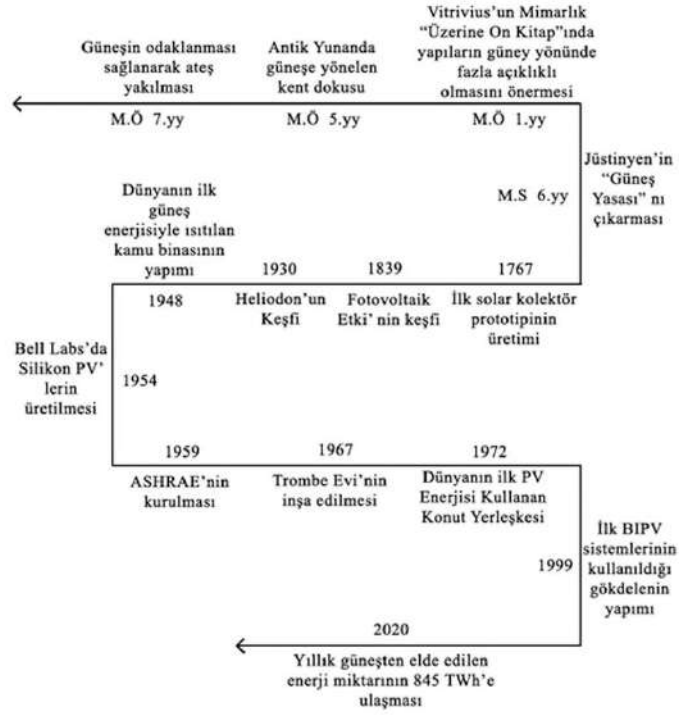 Güneşin odaklanması
sağlanarak ateş
yakılması
M.Ö 7.yy
Antik Yunanda
güneşe yönelen
kent dokusu
M.Ö 5.yy
Vitrivius'un Mimarlık
“Üzerine On Kitap”ında
yapıların güney yönünde
fazla açıklıklı
olmasını önermesi
M.Ö 1.yy
Jüstinyen'in
“Güneş
Yasası” nı
çıkarması
M.S 6.yy
1767
İlk solar kolektör
prototipinin
üretimi
1839
Fotovoltaik
Etki' nin keşfi
1930
Heliodon'un
Keşfi
Dünyanın ilk
güneş
enerjisiyle ısıtılan
kamu binasının
yapımı
1948
Bell Labs'da
Silikon PV'
lerin
üretilmesi
1954
1959
ASHRAE'nin
kurulması
1967
Trombe Evi'nin
inşa edilmesi
1972
Dünyanın ilk PV
Enerjisi Kullanan
Konut Yerleşkesi
İlk BIPV
sistemlerinin
kullanıldığı
gökdelenin
yapımı
1999
2020
Yıllık güneşten elde edilen
enerji miktarının 845 TWh'e
ulaşması